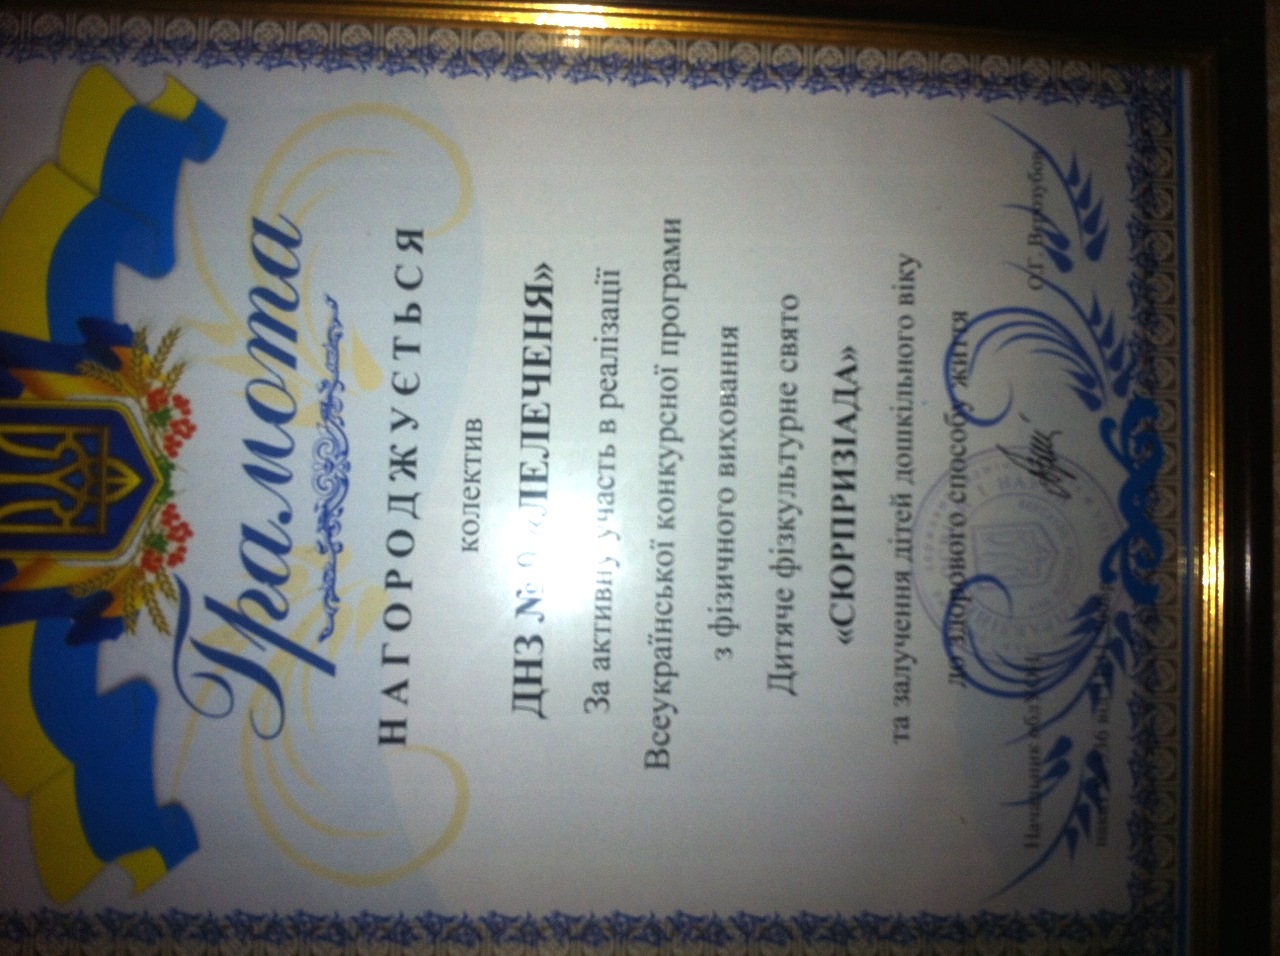 Грамота
НАГОРОДЖУЄТЬСЯ
колектив
ДНЗ № «ЛЕЛЕЧЕНЯ»
За активну участь в реалізації
Всеукраїнської конкурсної програми
з фізичного виховання
Дитяче фізкультурне свято
«СЮРПРИЗІАДА»
та залучення дітей дошкільного віку
до здорового способу життя
Начальник О.Г.